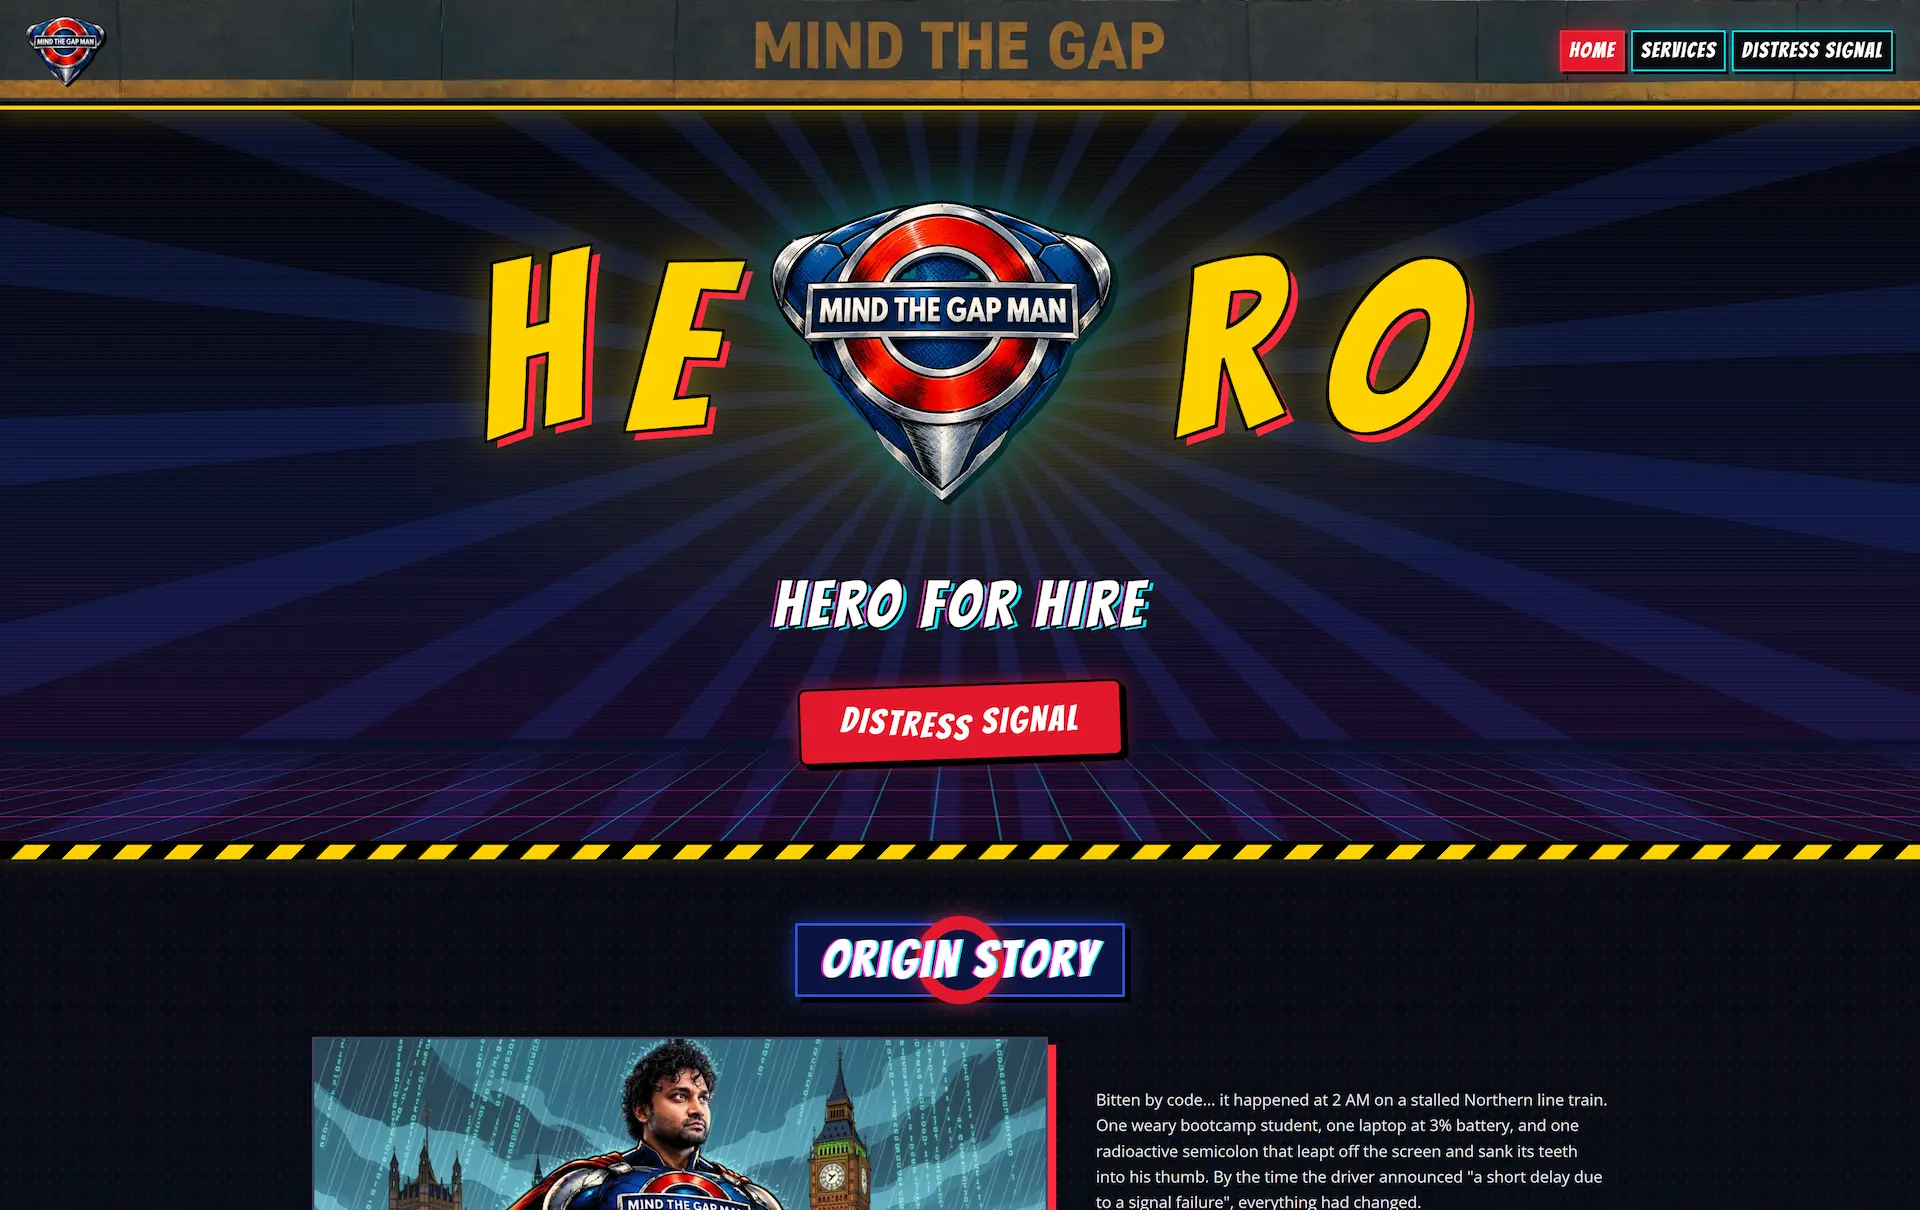 MIND THE GAP MAN
MIND THE GAP
HOME
SERVICES
DISTRESS SIGNAL
HE RO
MIND THE GAP MAN
HERO FOR HIRE
DISTRESS SIGNAL
ORIGIN STORY
MIND THE GAP MAN
Bitten by code... it happened at 2 AM on a stalled Northern line train.
One weary bootcamp student, one laptop at 3% battery, and one
radioactive semicolon that leapt off the screen and sank its teeth
into his thumb. By the time the driver announced "a short delay due
to a signal failure", everything had changed.